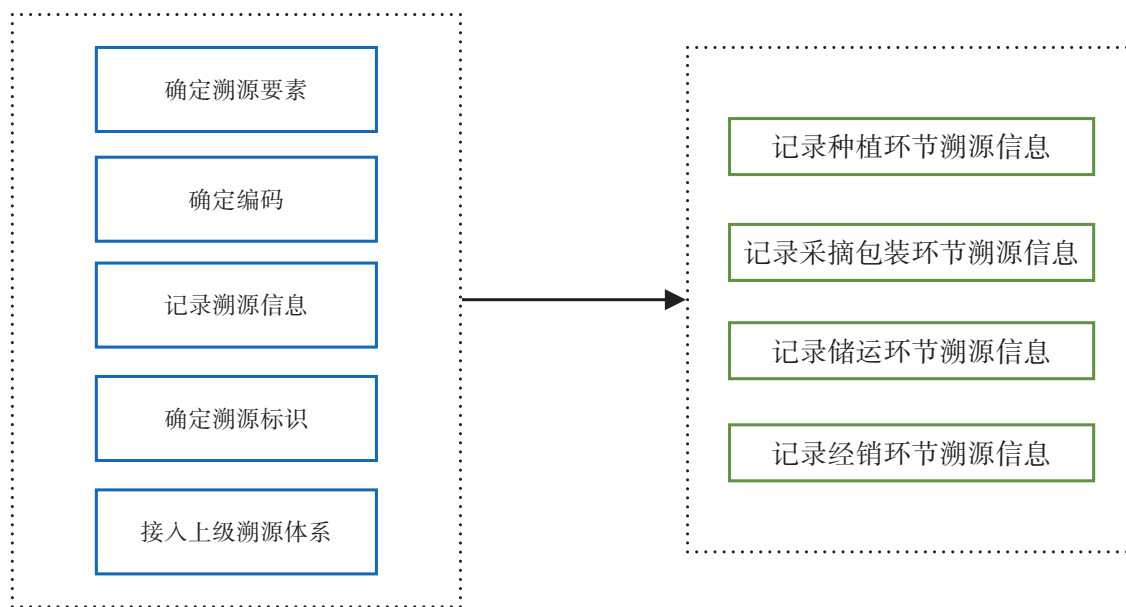 确定溯源要素
确定编码
记录溯源信息
确定溯源标识
接入上级溯源体系
记录种植环节溯源信息
记录采摘包装环节溯源信息
记录储运环节溯源信息
记录经销环节溯源信息